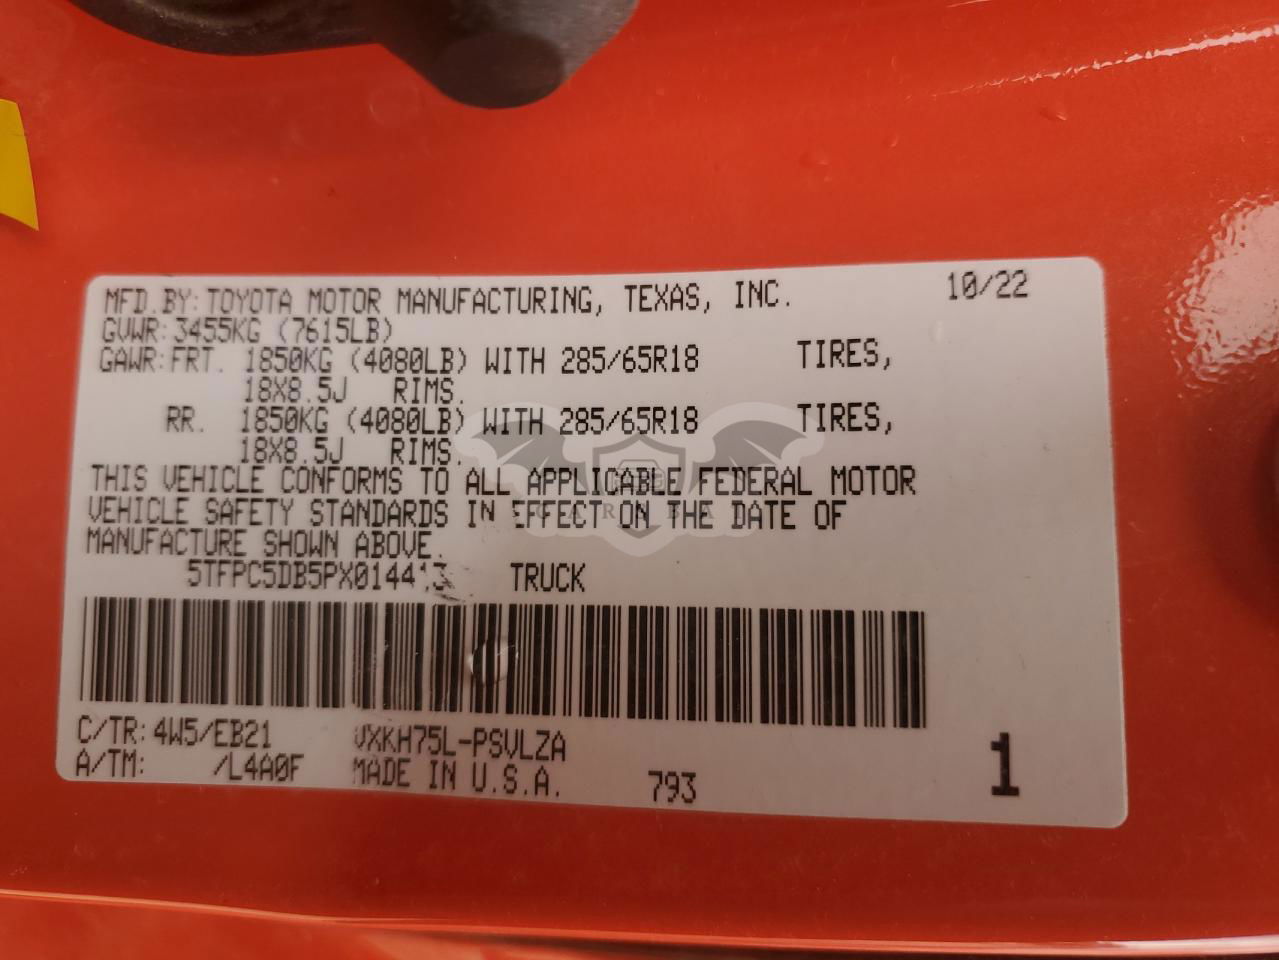 MFD.BY:TOYOTA MOTOR MANUFACTURING, TEXAS, INC. 10/22
GVWR:3455KG (7615LB)
GAWR:FRT. 1850KG (4080LB) WITH 285/65R18 TIRES,
18X8.5J RIMS.
RR. 1850KG (4080LB) WITH 285/65R18 TIRES,
18X8.5J RIMS.
THIS VEHICLE CONFORMS TO ALL APPLICABLE FEDERAL MOTOR
VEHICLE SAFETY STANDARDS IN EFFECT ON THE DATE OF
MANUFACTURE SHOWN ABOVE.
5TFPC5DB5PX014413 TRUCK
C/TR:4W5/EB21 VXKH75L-PSVLZA
A/TM: /L4A0F MADE IN U.S.A. 793
1